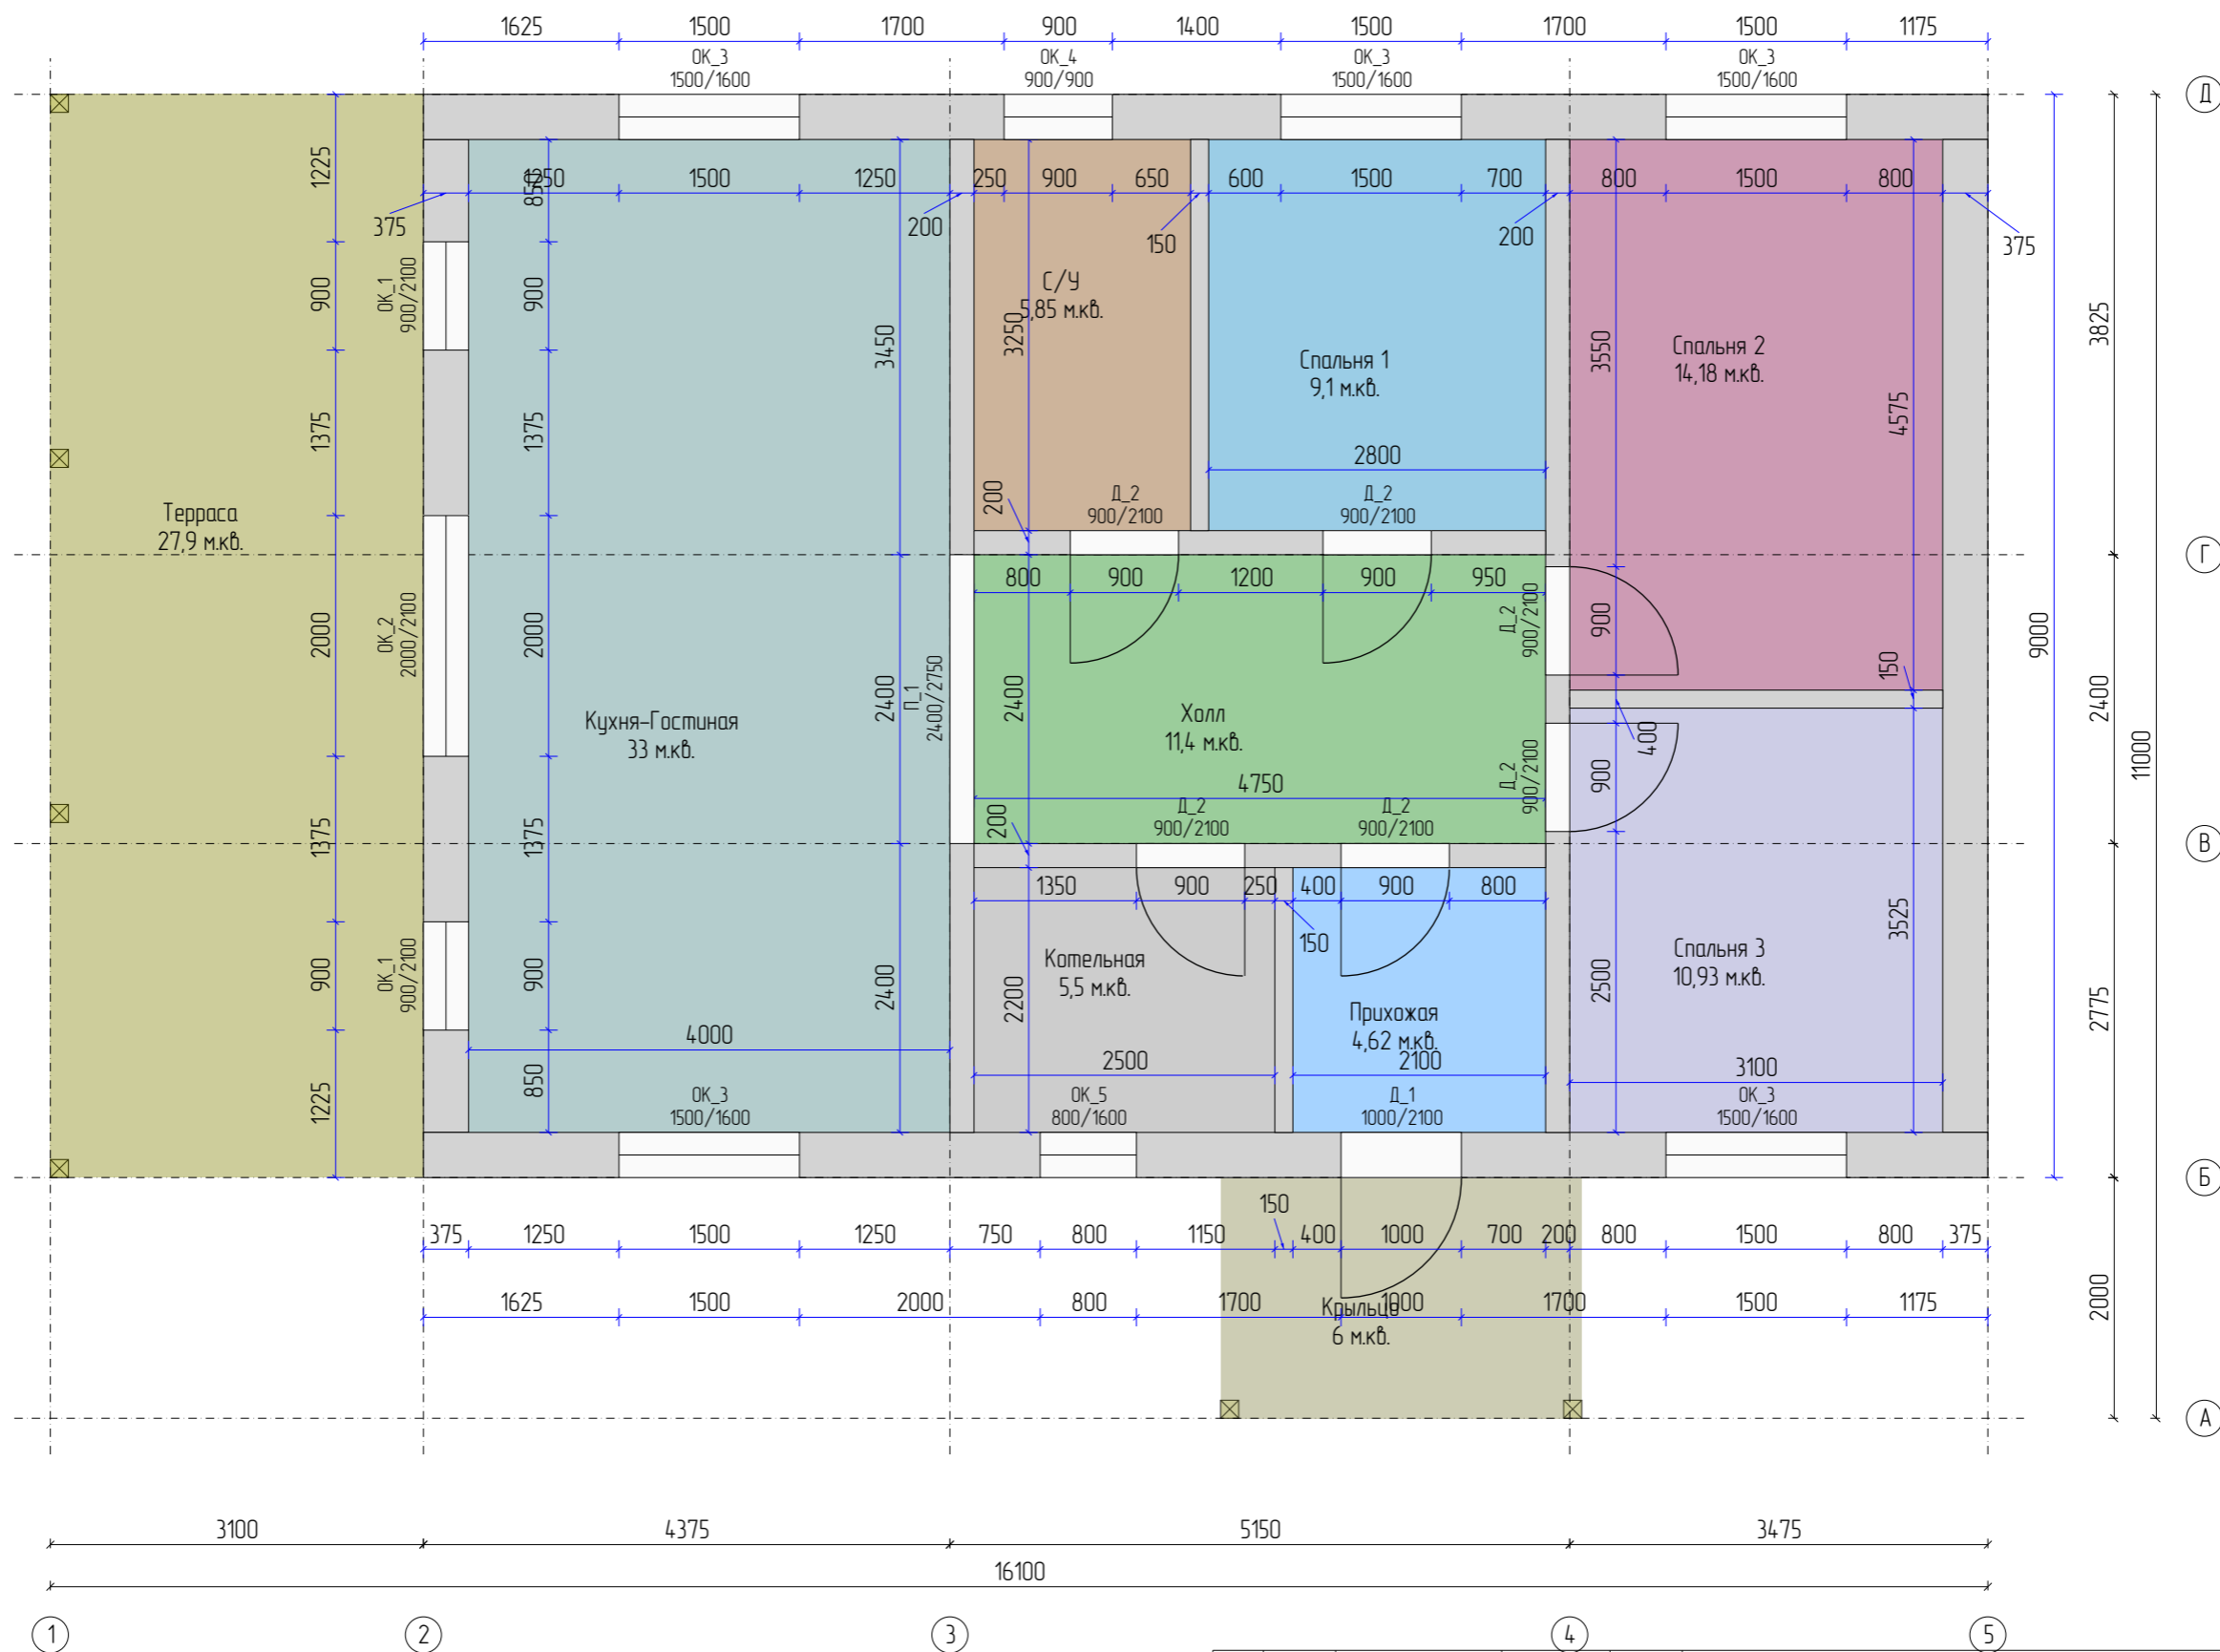 1625 1500 1700 900 1400 1500 1700 1500 1175
ОК_3 ОК_4 ОК_3 ОК_3
1500/1600 900/900 1500/1600 1500/1600
Д
1225 850
1250 1500 1250 250 900 650 600 1500 700 800 1500 800
375 200 150 200 375
ОК_1
900/2100
900 900
С/У
5,85 м.кв.
3250
3450
3550
3825
Спальня 1
9,1 м.кв.
Спальня 2
14,18 м.кв.
4575
1375 1375
2800
200
Д_2 Д_2
900/2100 900/2100
Терраса
27,9 м.кв.
Г
800 900 1200 900 950
Д_2
900/2100
900
ОК_2
2000/2100
2000 2000
9000
150
2400
П_1
2400/2750
2400
2400
Кухня-Гостиная
33 м.кв.
Холл
11,4 м.кв.
400
11000
4750
Д_2
900/2100
900
Д_2 Д_2
900/2100 900/2100
200
1375 1375
В
1350 900 250 400 900 800
150
3525
Котельная
5,5 м.кв.
Спальня 3
10,93 м.кв.
ОК_1
900/2100
900 900
2400
2200
2500
2775
Прихожая
4,62 м.кв.
4000
2500 2100 3100
850
1225
ОК_3 ОК_5 Д_1 ОК_3
1500/1600 800/1600 1000/2100 1500/1600
Б
150
375 1250 1500 1250 750 800 1150 400 1000 700 200 800 1500 800 375
1625 1500 2000 800 1700 1000 1700 1500 1175
2000
Крыльцо
6 м.кв.
А
3100 4375 5150 3475
16100
1 2 3 4 5